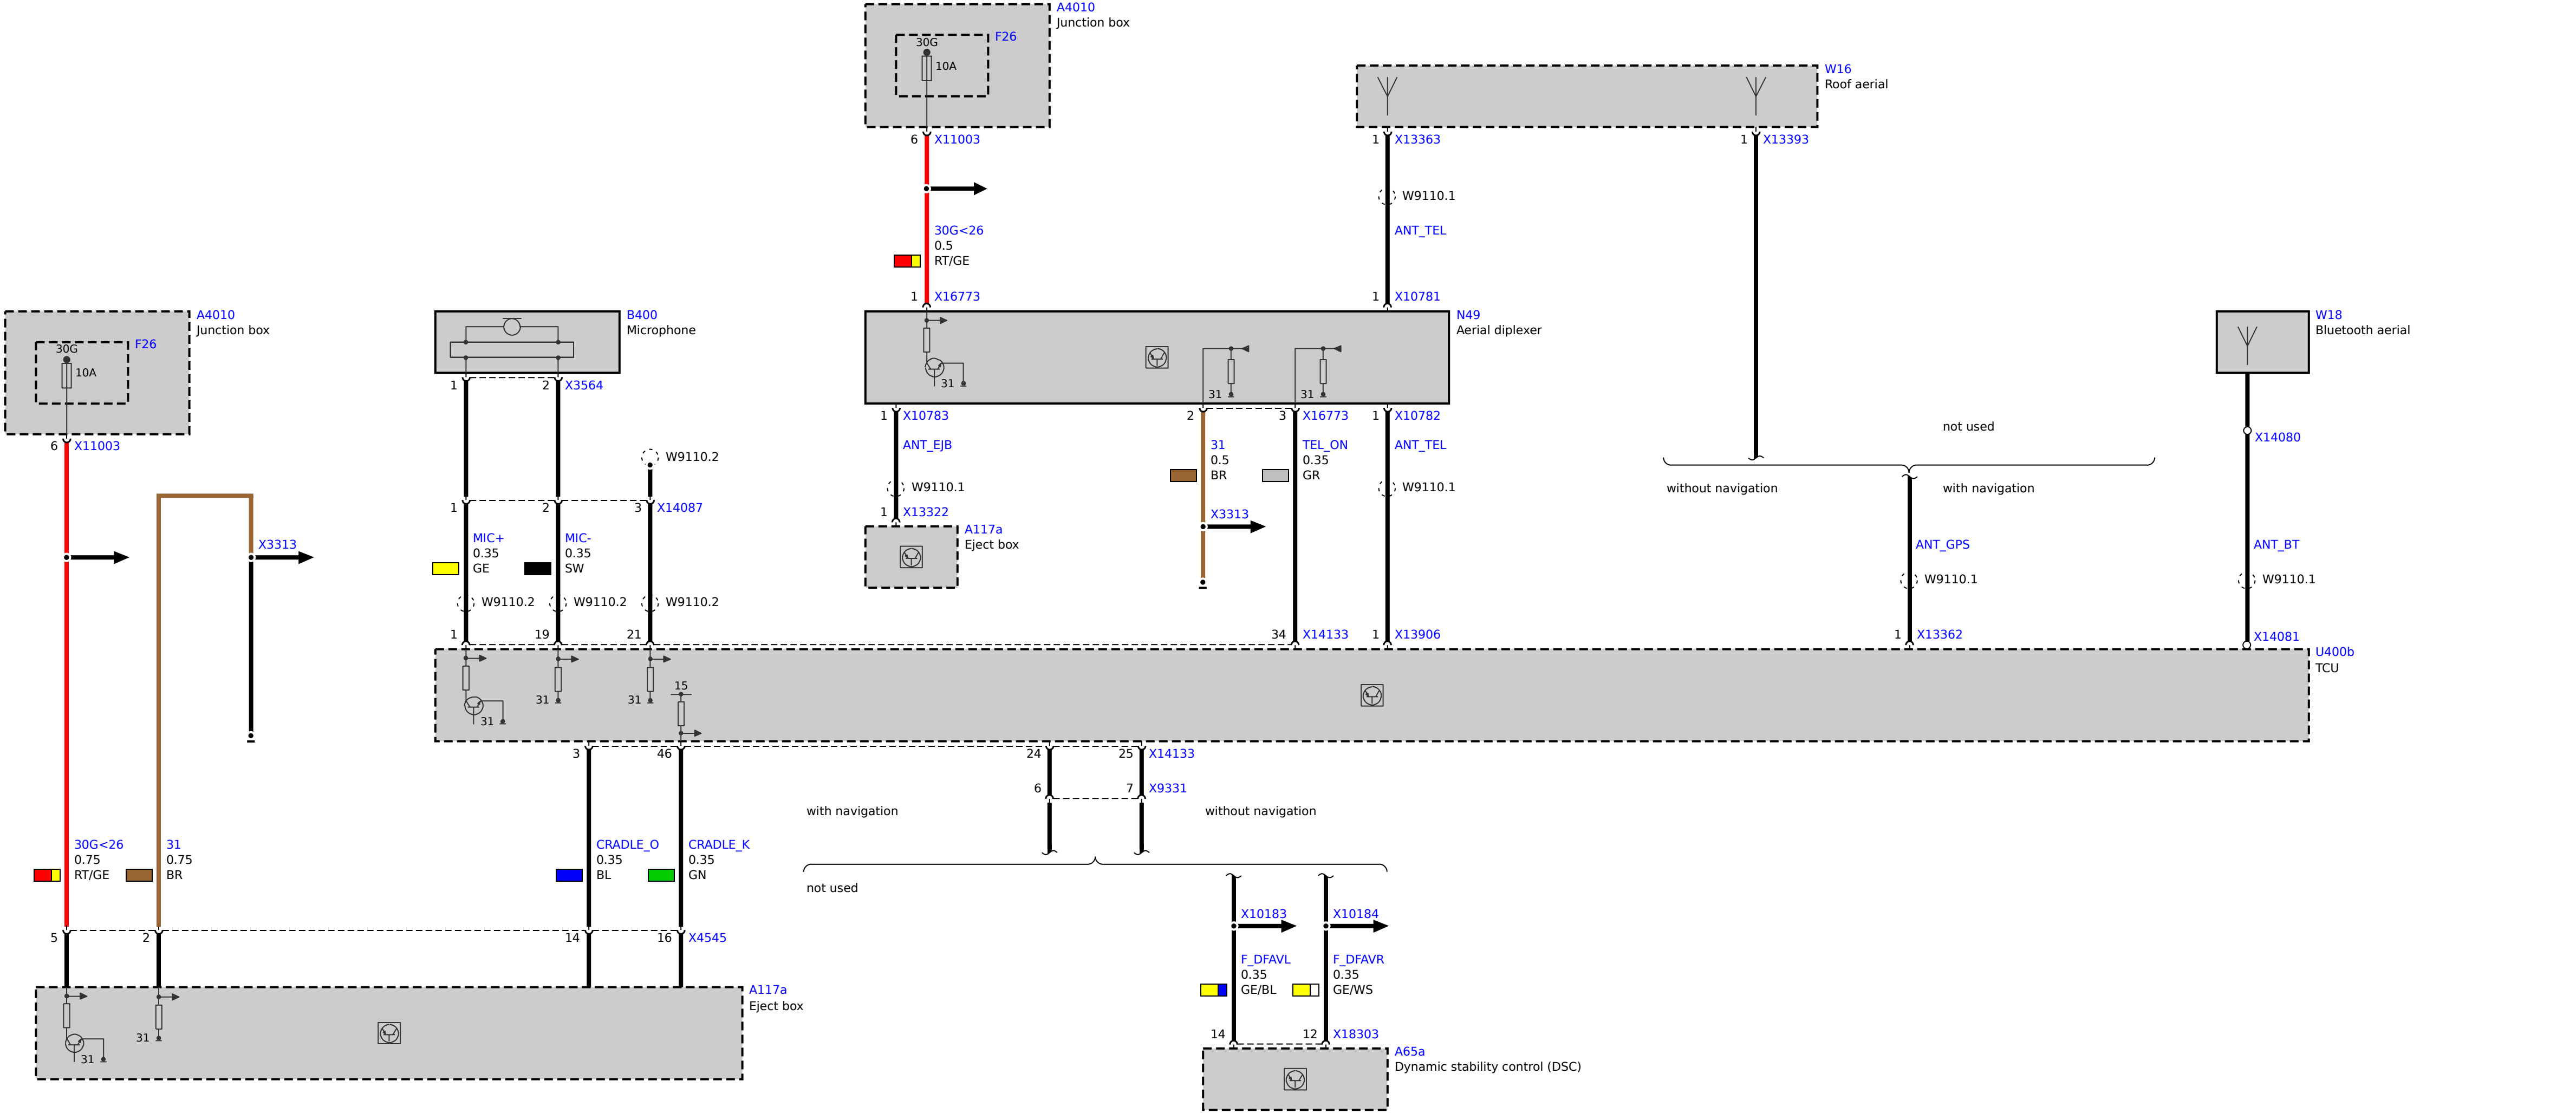 A4010
Junction box
F26
30G
10A
6 X11003
30G<26
0.5
RT/GE
1 X16773
W16
Roof aerial
1 X13363
W9110.1
ANT_TEL
1 X10781
1 X13393
A4010
Junction box
F26
30G
10A
6 X11003
B400
Microphone
1 2 X3564
W9110.2
1 2 3 X14087
MIC+
0.35
GE
MIC-
0.35
SW
W9110.2 W9110.2 W9110.2
1 19 21
N49
Aerial diplexer
31 31 31
1 X10783
ANT_EJB
W9110.1
1 X13322
A117a
Eject box
2 3 X16773
31
0.5
BR
X3313
TEL_ON
0.35
GR
34 X14133
1 X10782
ANT_TEL
W9110.1
1 X13906
not used
without navigation with navigation
ANT_GPS
W9110.1
1 X13362
W18
Bluetooth aerial
X14080
ANT_BT
W9110.1
X14081
X3313
U400b
TCU
31 31 31 15
3 46 24 25 X14133
6 7 X9331
with navigation without navigation
not used
30G<26
0.75
RT/GE
31
0.75
BR
CRADLE_O
0.35
BL
CRADLE_K
0.35
GN
5 2 14 16 X4545
A117a
Eject box
31 31
X10183 X10184
F_DFAVL
0.35
GE/BL
F_DFAVR
0.35
GE/WS
14 12 X18303
A65a
Dynamic stability control (DSC)